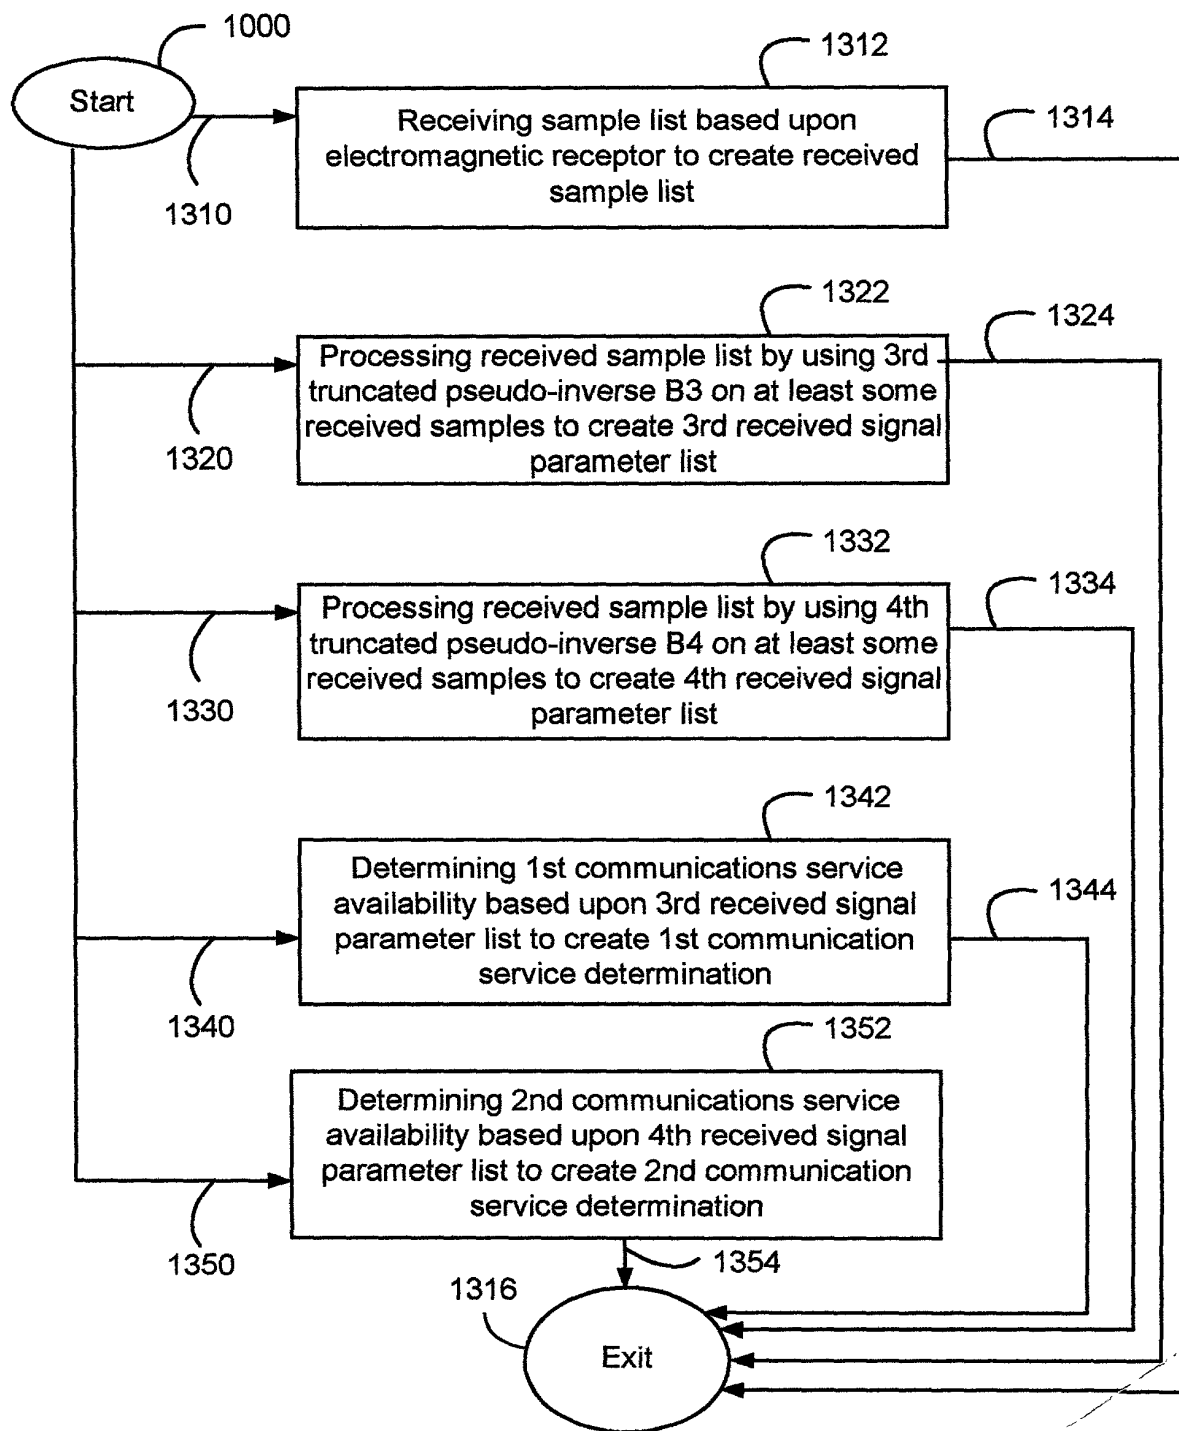 1000
Start
1312
Receiving sample list based upon
electromagnetic receptor to create received
sample list
1314
1310
1322
1324
Processing received sample list by using 3rd
truncated pseudo-inverse B3 on at least some
received samples to create 3rd received signal
parameter list
1320
1332
1334
Processing received sample list by using 4th
truncated pseudo-inverse B4 on at least some
received samples to create 4th received signal
parameter list
1330
1342
Determining 1st communications service
availability based upon 3rd received signal
parameter list to create 1st communication
service determination
1344
1340
1352
Determining 2nd communications service
availability based upon 4th received signal
parameter list to create 2nd communication
service determination
1350
1354
1316
Exit